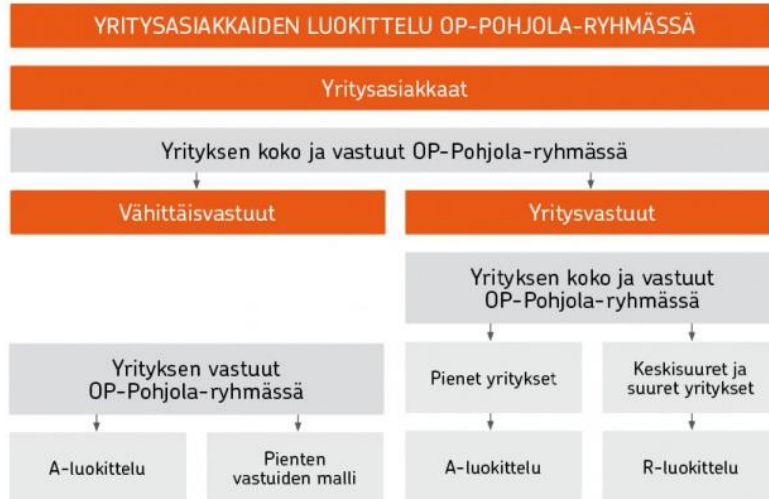 YRITYSASIAKKAIDEN LUOKITTELU OP-POHJOLA-RYHMÄSSÄ
Yritysasiakkaat
Yrityksen koko ja vastuut OP-Pohjola-ryhmässä
Vähittäisvastuut
Yritysvastuut
Yrityksen koko ja vastuut
OP-Pohjola-ryhmässä
Yrityksen vastuut
OP-Pohjola-ryhmässä
Pienet yritykset
Keskisuuret ja
suuret yritykset
A-luokittelu
Pienten
vastuiden malli
A-luokittelu
R-luokittelu